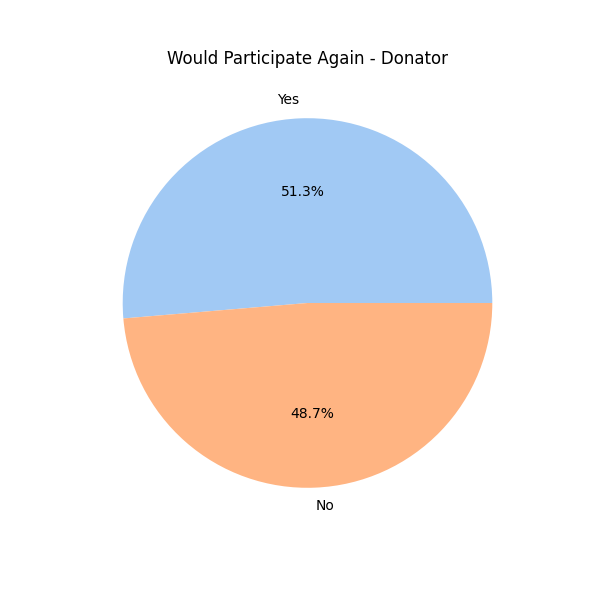 Would Participate Again - Donator
Yes
51.3%
48.7%
No